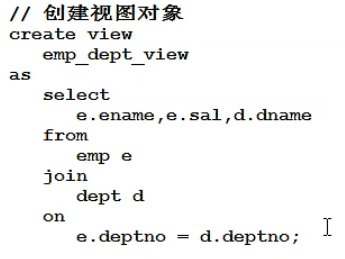 // 创建视图对象
create view
emp_dept_view
as
select
e.ename,e.sal,d.dname
from
emp e
join
dept d
on
e.deptno = d.deptno;